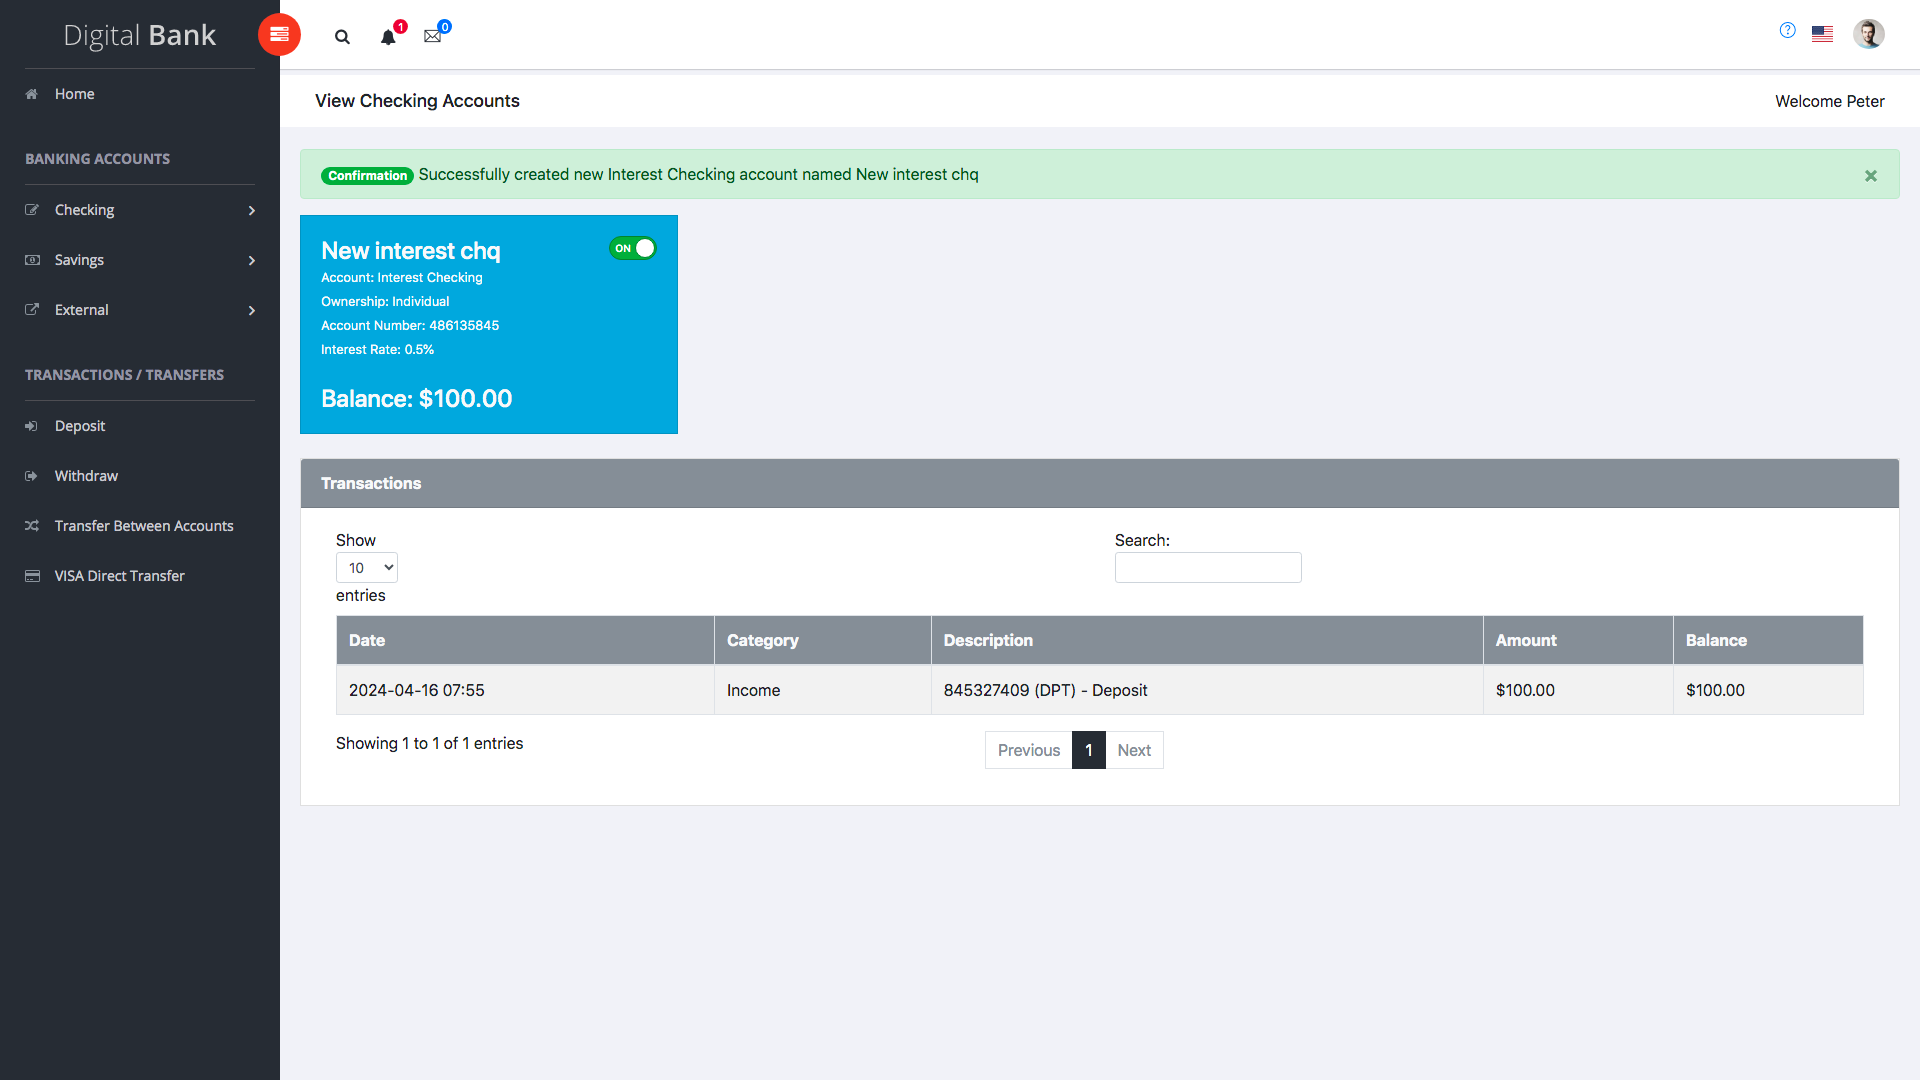 Digital Bank
1
0
?
Home
View Checking Accounts
Welcome Peter
BANKING ACCOUNTS
Confirmation Successfully created new Interest Checking account named New interest chq
×
Checking
Savings
External
New interest chq
ON
Account: Interest Checking
Ownership: Individual
Account Number: 486135845
Interest Rate: 0.5%
Balance: $100.00
TRANSACTIONS / TRANSFERS
Deposit
Withdraw
Transfer Between Accounts
VISA Direct Transfer
Transactions
Show
10
entries
Search:
Date Category Description Amount Balance
2024-04-16 07:55 Income 845327409 (DPT) - Deposit $100.00 $100.00
Showing 1 to 1 of 1 entries
Previous 1 Next